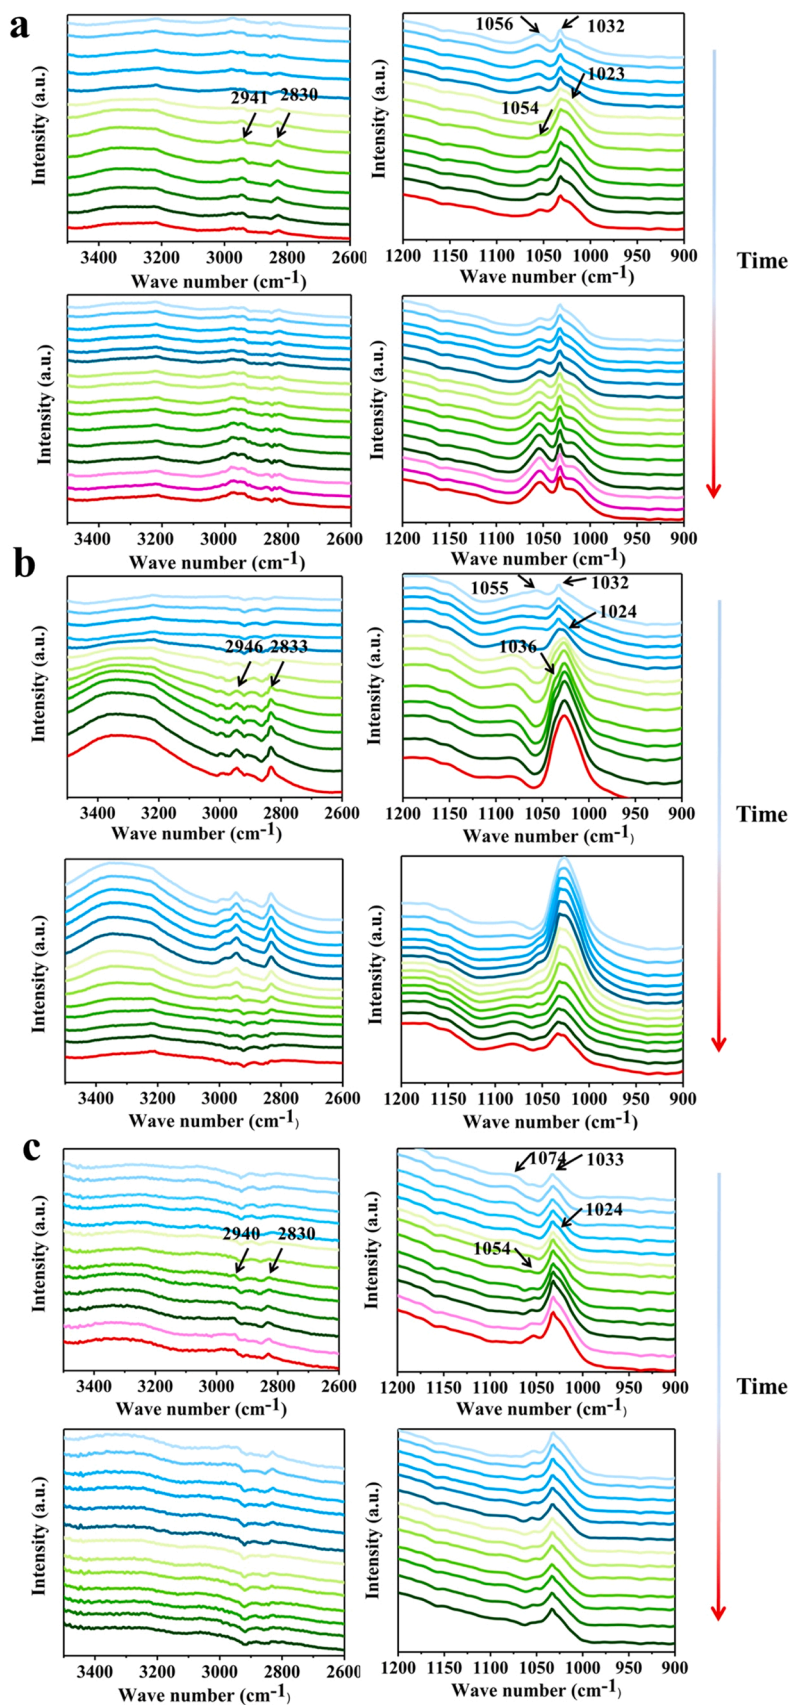 a
2941 2830
Intensity (a.u.)
3400 3200 3000 2800 2600
Wave number (cm-1)
1056 1032
1023
1054
Intensity (a.u.)
1200 1150 1100 1050 1000 950 900
Wave number (cm-1)
Time
Intensity (a.u.)
3400 3200 3000 2800 2600
Wave number (cm-1)
Intensity (a.u.)
1200 1150 1100 1050 1000 950 900
Wave number (cm-1)
b
2946 2833
Intensity (a.u.)
3400 3200 3000 2800 2600
Wave number (cm-1)
1055 1032
1024
1036
Intensity (a.u.)
1200 1150 1100 1050 1000 950 900
Wave number (cm-1)
Time
Intensity (a.u.)
3400 3200 3000 2800 2600
Wave number (cm-1)
Intensity (a.u.)
1200 1150 1100 1050 1000 950 900
Wave number (cm-1)
c
2940 2830
Intensity (a.u.)
3400 3200 3000 2800 2600
Wave number (cm-1)
1074 1033
1024
1054
Intensity (a.u.)
1200 1150 1100 1050 1000 950 900
Wave number (cm-1)
Time
Intensity (a.u.)
3400 3200 3000 2800 2600
Wave number (cm-1)
Intensity (a.u.)
1200 1150 1100 1050 1000 950 900
Wave number (cm-1)